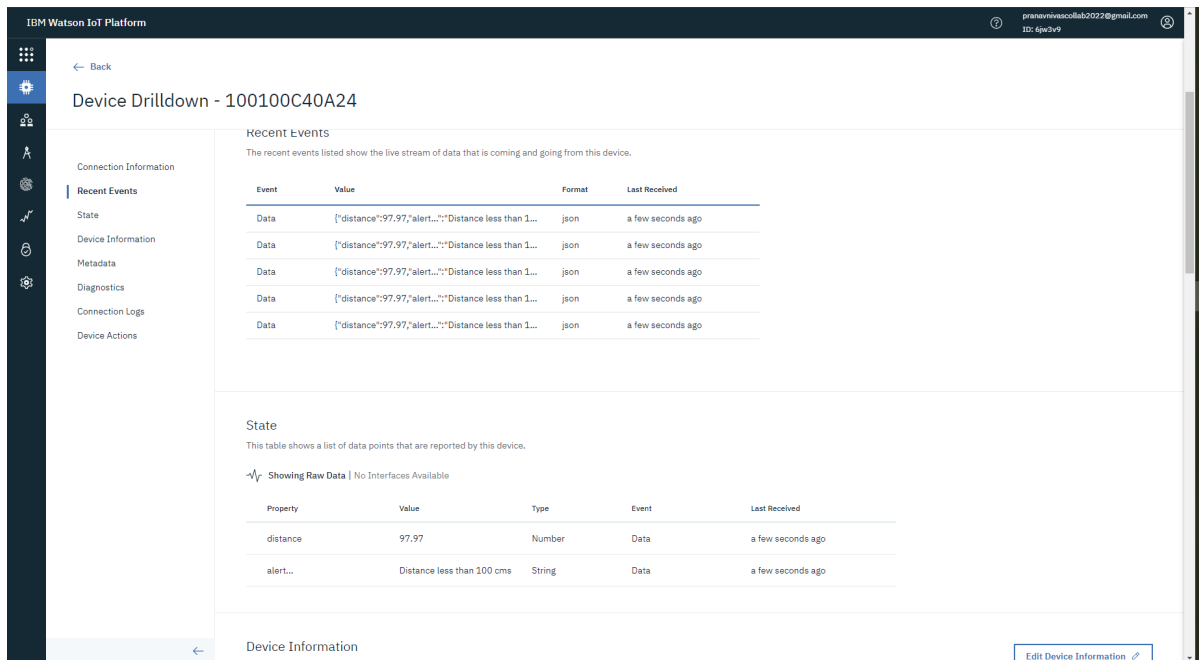 IBM Watson IoT Platform
pranavnivascollab2022@gmail.com
ID: 6jw3v9
Back
Device Drilldown - 100100C40A24
Connection Information
Recent Events
State
Device Information
Metadata
Diagnostics
Connection Logs
Device Actions
Recent Events
The recent events listed show the live stream of data that is coming and going from this device.
Event Value Format Last Received
Data {"distance":97.97,"alert...":"Distance less than 1... json a few seconds ago
Data {"distance":97.97,"alert...":"Distance less than 1... json a few seconds ago
Data {"distance":97.97,"alert...":"Distance less than 1... json a few seconds ago
Data {"distance":97.97,"alert...":"Distance less than 1... json a few seconds ago
Data {"distance":97.97,"alert...":"Distance less than 1... json a few seconds ago
State
This table shows a list of data points that are reported by this device.
Showing Raw Data | No Interfaces Available
Property Value Type Event Last Received
distance 97.97 Number Data a few seconds ago
alert... Distance less than 100 cms String Data a few seconds ago
Device Information
Edit Device Information